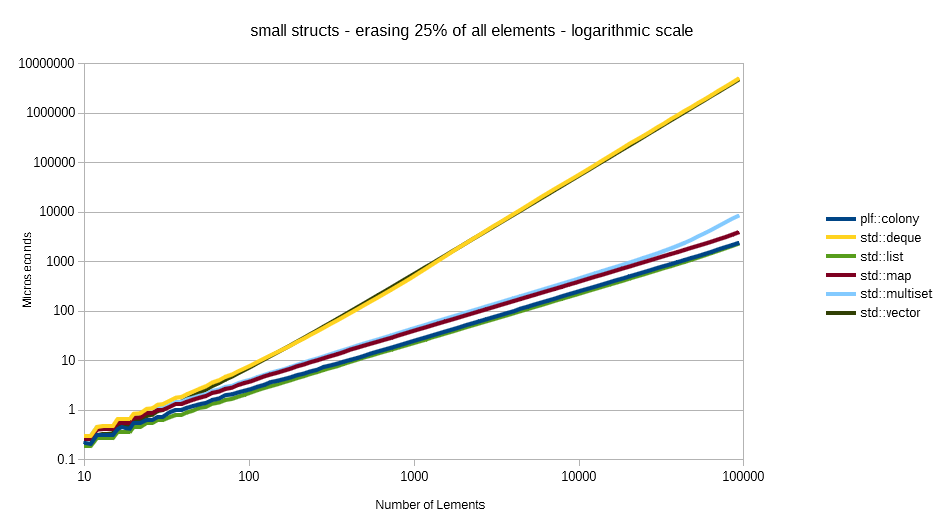 small structs - erasing 25% of all elements - logarithmic scale
10000000
1000000
100000
10000
1000
100
10
1
0.1
Micros econds
10 100 1000 10000 100000
Number of Lements
plf::colony
std::deque
std::list
std::map
std::multiset
std::vector